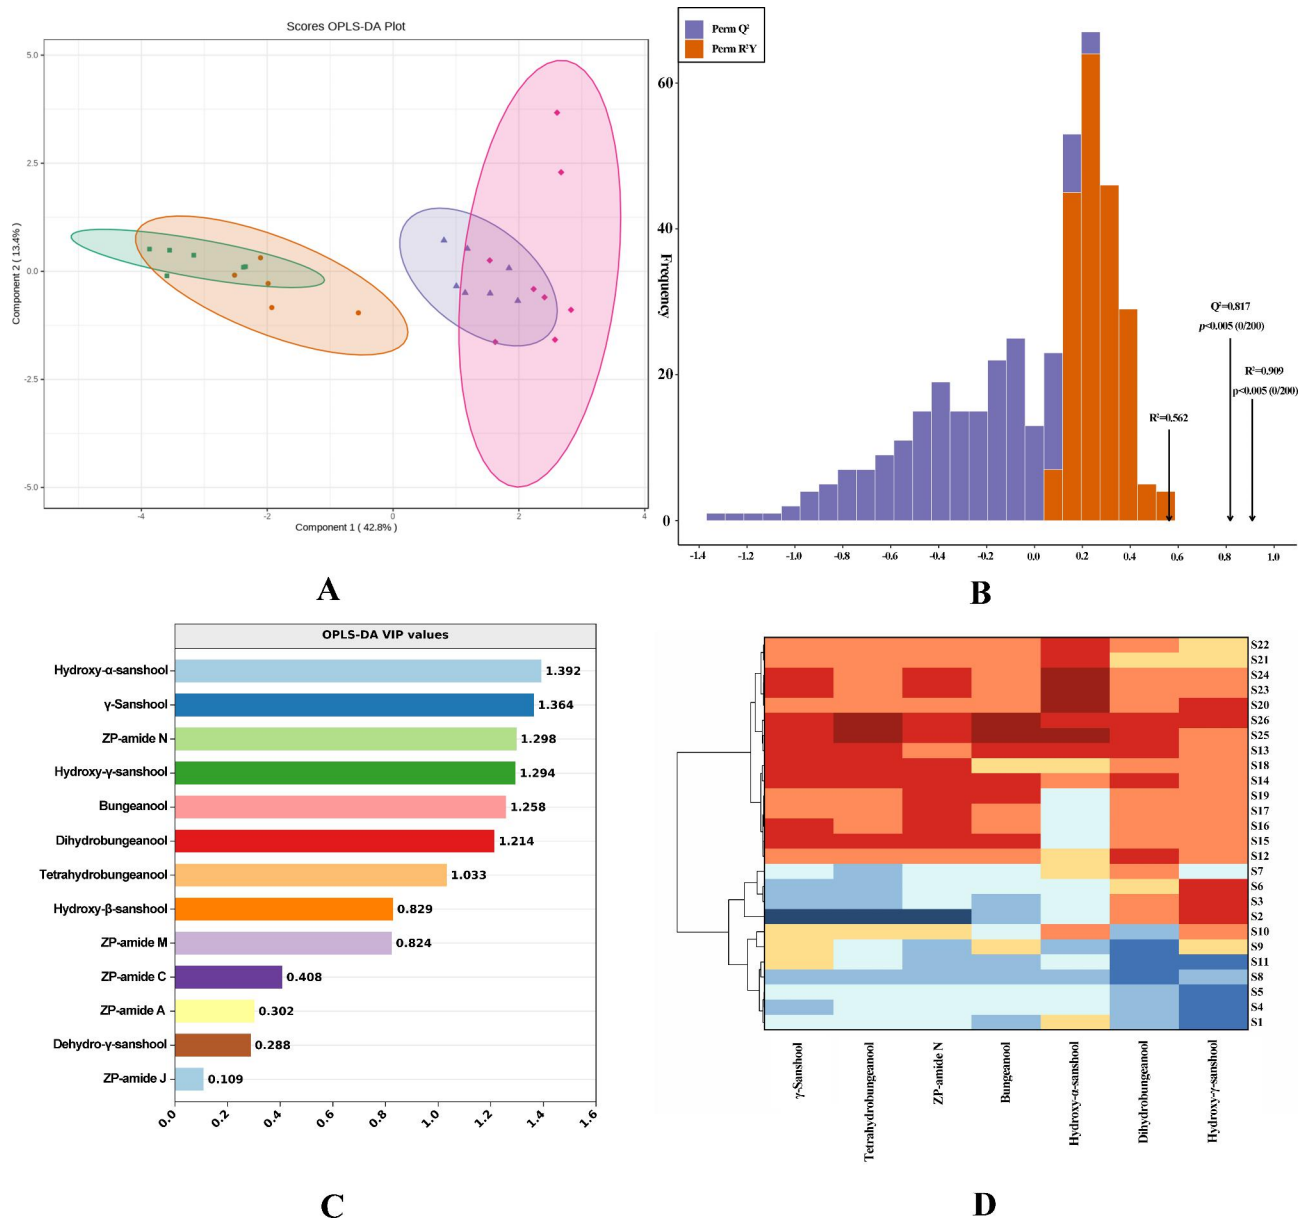 Scores OPLS-DA Plot
5.0
2.5
0.0
-2.5
-5.0
Component 2 ( 13.4% )
-4
-2
0
2
4
Component 1 ( 42.8% )
A
Perm Q²
Perm R²Y
60
40
20
0
Frequency
Q²=0.817
p<0.005 (0/200)
R²=0.909
p<0.005 (0/200)
R²=0.562
-1.4
-1.2
-1.0
-0.8
-0.6
-0.4
-0.2
0.0
0.2
0.4
0.6
0.8
1.0
B
OPLS-DA VIP values
Hydroxy-α-sanshool 1.392
γ-Sanshool 1.364
ZP-amide N 1.298
Hydroxy-γ-sanshool 1.294
Bungeanool 1.258
Dihydrobungeanool 1.214
Tetrahydrobungeanool 1.033
Hydroxy-β-sanshool 0.829
ZP-amide M 0.824
ZP-amide C 0.408
ZP-amide A 0.302
Dehydro-γ-sanshool 0.288
ZP-amide J 0.109
0.0
0.2
0.4
0.6
0.8
1.0
1.2
1.4
1.6
C
S22
S21
S24
S23
S20
S26
S25
S13
S18
S14
S19
S17
S16
S15
S12
S7
S6
S3
S2
S10
S9
S11
S8
S5
S4
S1
γ-Sanshool
Tetrahydrobungeanool
ZP-amide N
Bungeanool
Hydroxy-α-sanshool
Dihydrobungeanool
Hydroxy-γ-sanshool
D